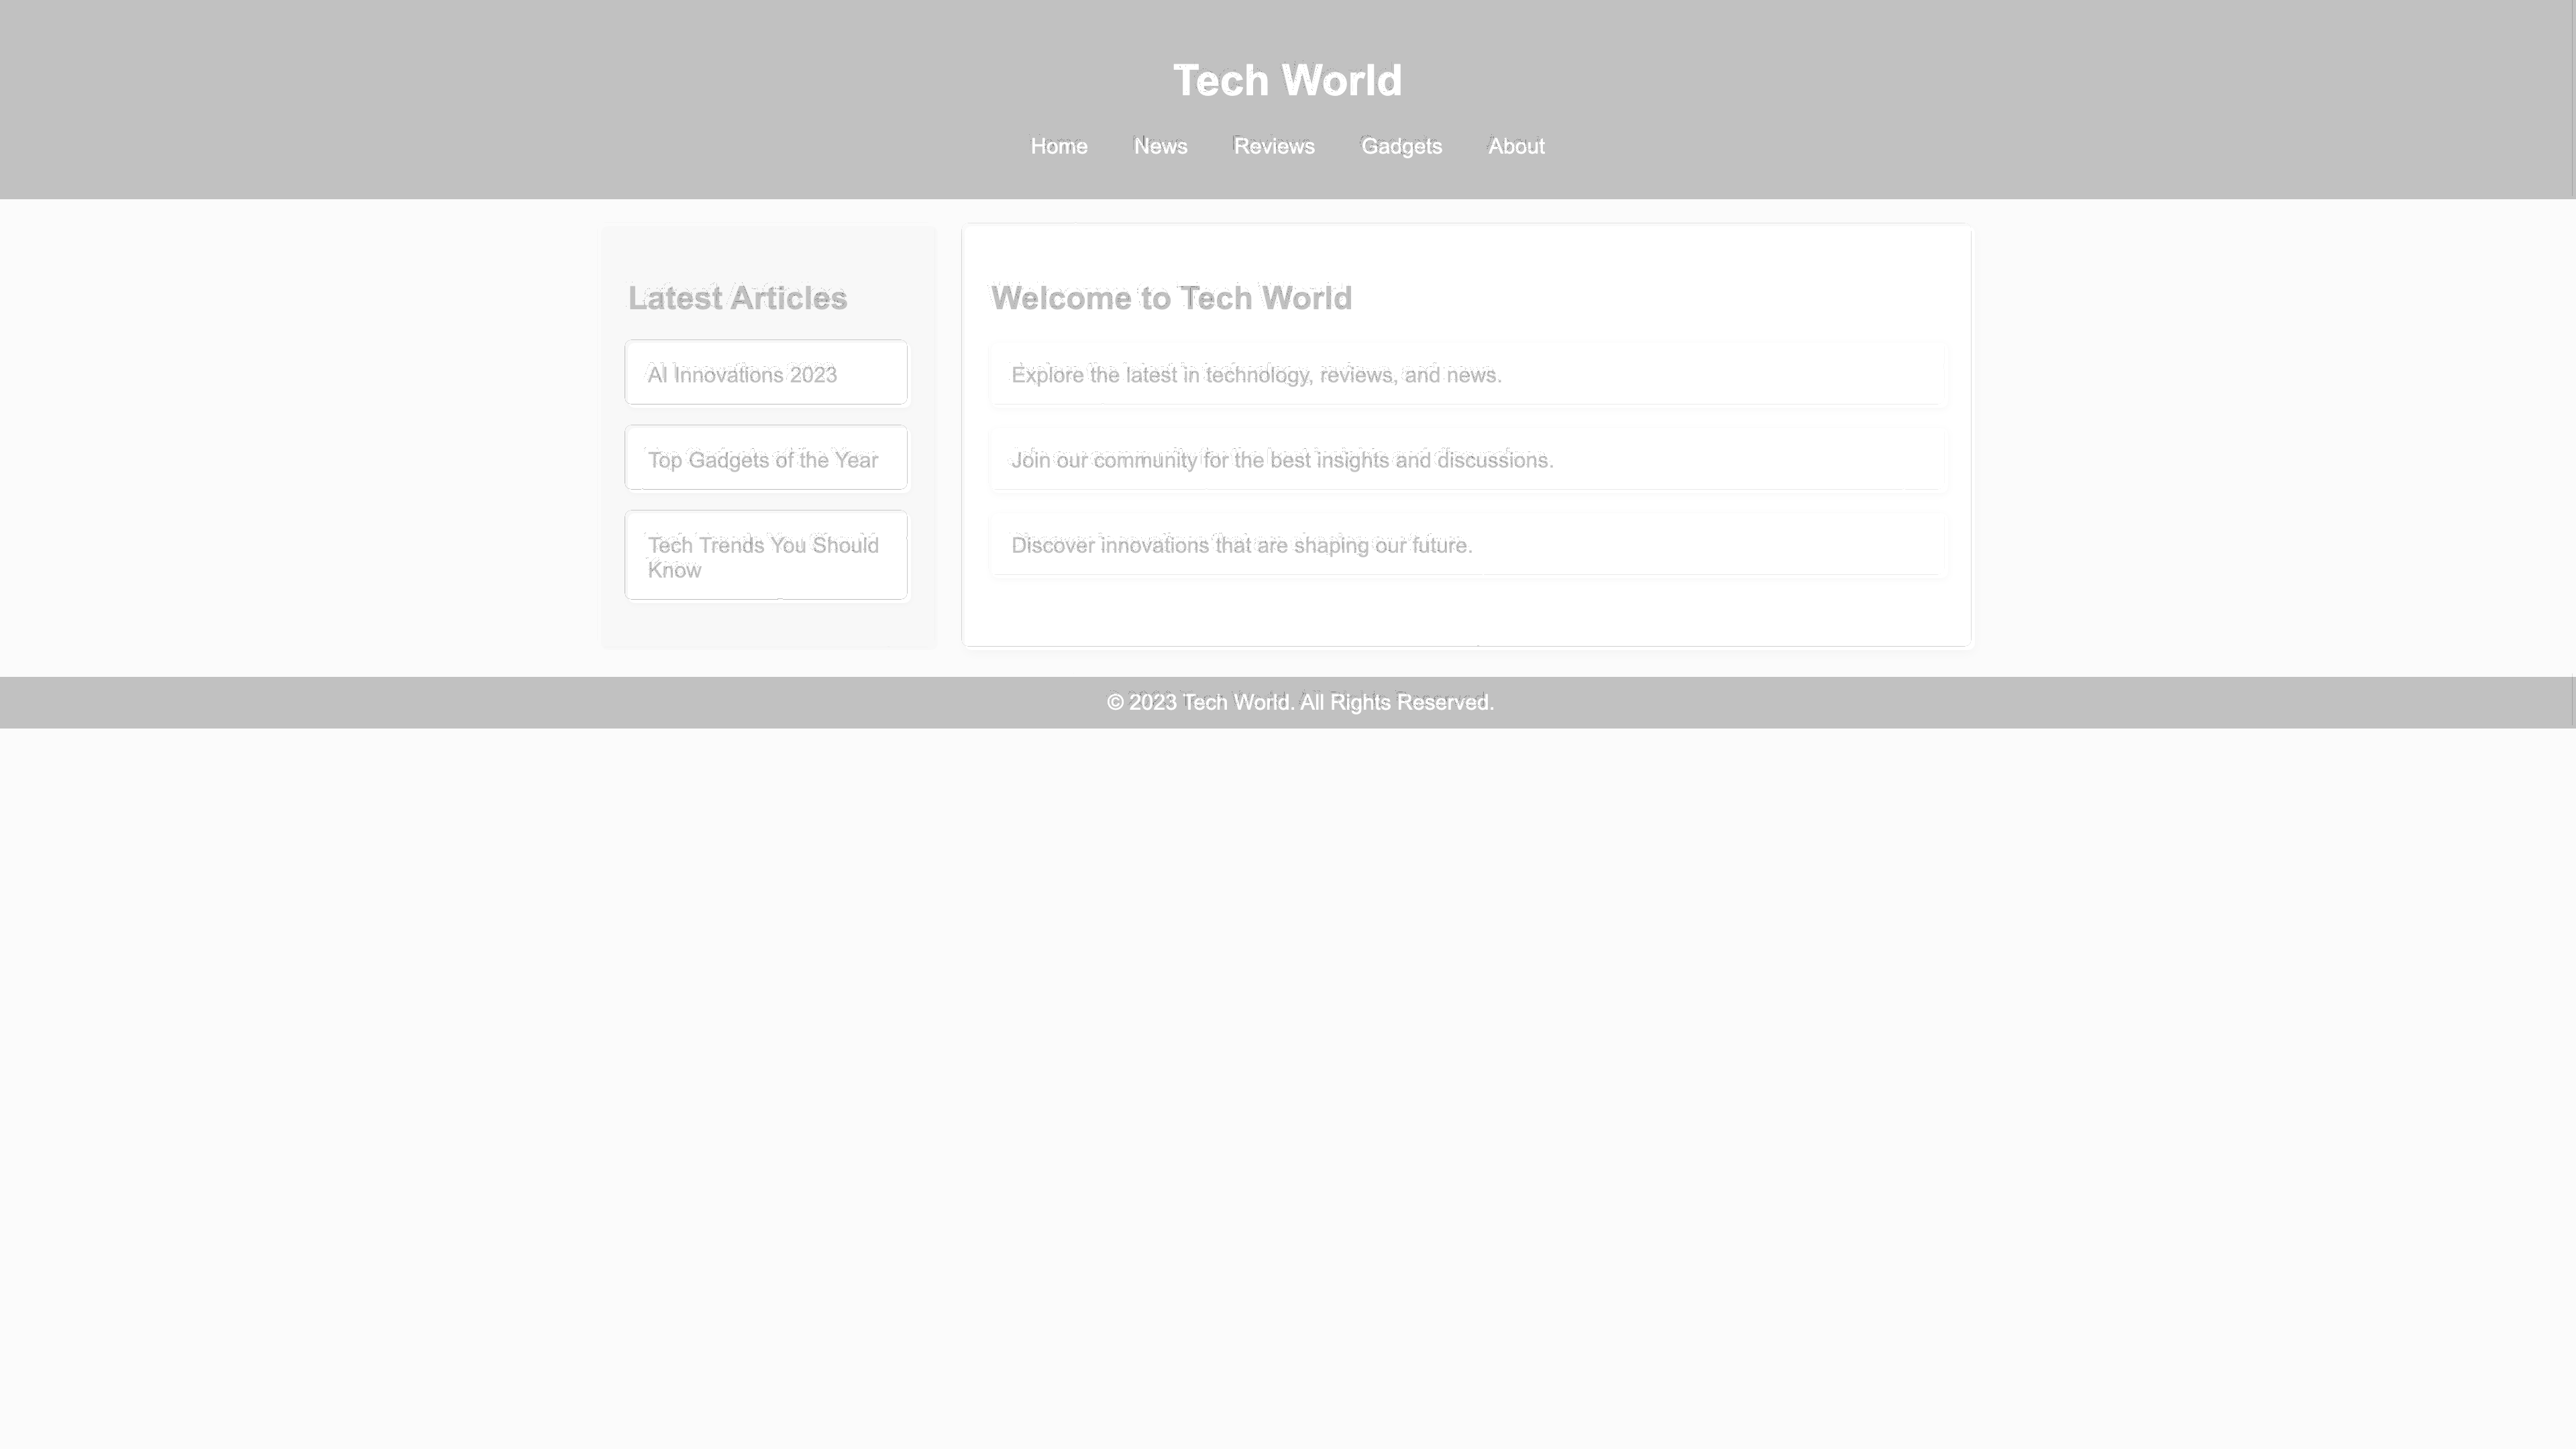 Tech World
Home News Reviews Gadgets About
Latest Articles
AI Innovations 2023
Top Gadgets of the Year
Tech Trends You Should
Know
Welcome to Tech World
Explore the latest in technology, reviews, and news.
Join our community for the best insights and discussions.
Discover innovations that are shaping our future.
© 2023 Tech World. All Rights Reserved.